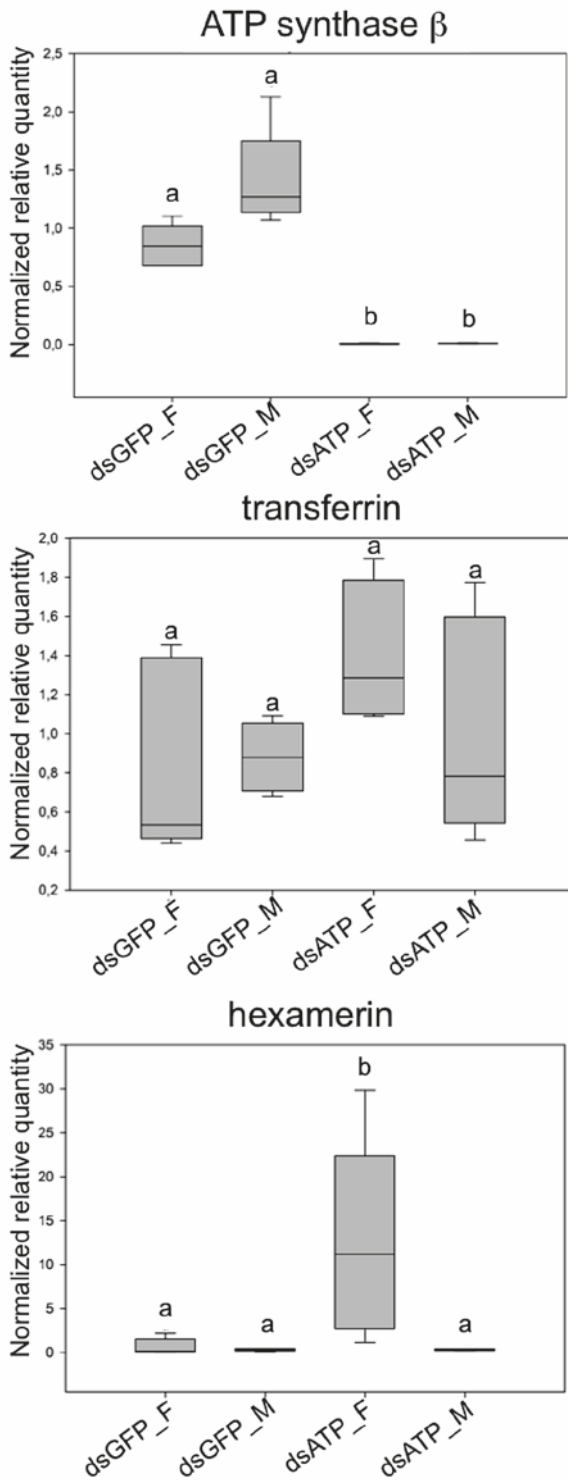 ATP synthase β
Normalized relative quantity
2,5
2,0
1,5
1,0
0,5
0,0
a
a
b
b
dsGFP_F
dsGFP_M
dsATP_F
dsATP_M
transferrin
Normalized relative quantity
2,0
1,8
1,6
1,4
1,2
1,0
0,8
0,6
0,4
0,2
a
a
a
a
dsGFP_F
dsGFP_M
dsATP_F
dsATP_M
hexamerin
Normalized relative quantity
35
30
25
20
15
10
5
0
a
a
b
a
dsGFP_F
dsGFP_M
dsATP_F
dsATP_M